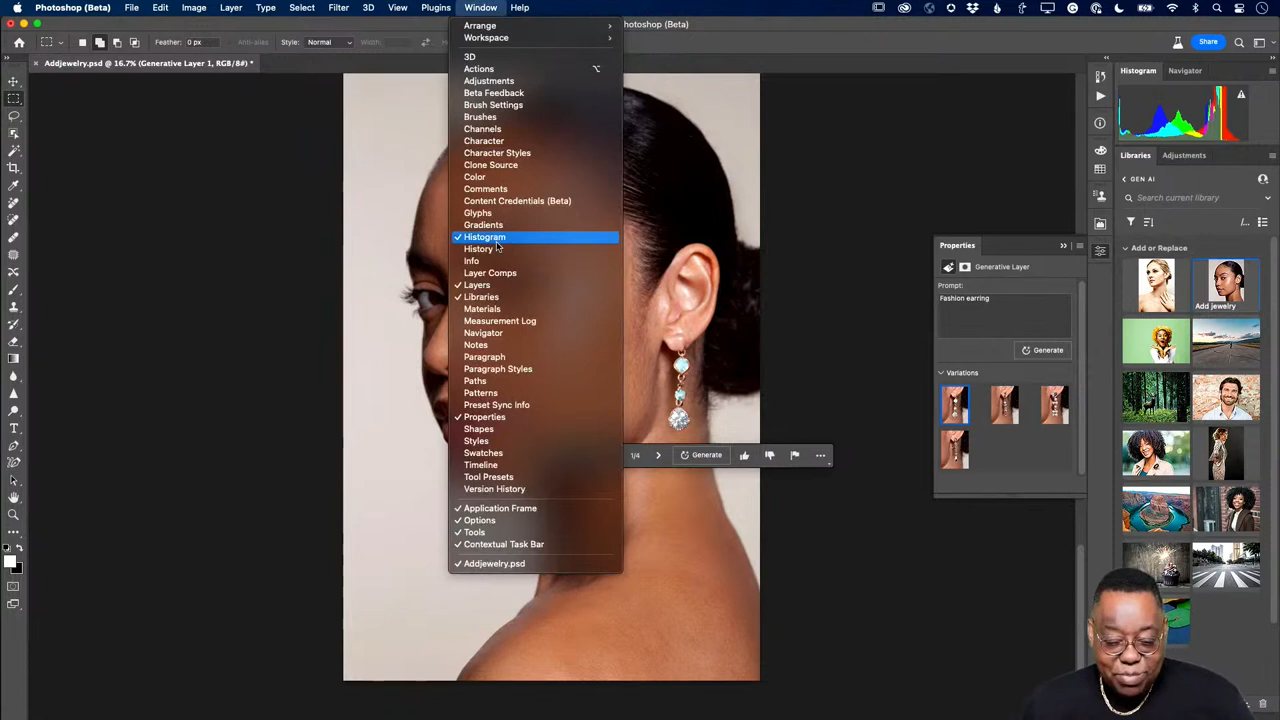 Photoshop (Beta) File Edit Image Layer Type Select Filter 3D View Plugins Window Help
Photoshop (Beta)
Feather: 0 px Anti-alias Style: Normal Width: Share
Addjewelry.psd @ 16.7% (Generative Layer 1, RGB/8#) *
Arrange
Workspace
3D
Actions
Adjustments
Beta Feedback
Brush Settings
Brushes
Channels
Character
Character Styles
Clone Source
Color
Comments
Content Credentials (Beta)
Glyphs
Gradients
Histogram
History
Info
Layer Comps
Layers
Libraries
Materials
Measurement Log
Navigator
Notes
Paragraph
Paragraph Styles
Paths
Patterns
Preset Sync Info
Properties
Shapes
Styles
Swatches
Timeline
Tool Presets
Version History
Application Frame
Options
Tools
Contextual Task Bar
Addjewelry.psd
1/4 Generate
Properties
Generative Layer
Prompt:
Fashion earring
Generate
Variations
Histogram Navigator
Libraries Adjustments
GEN AI
Search current library
Add or Replace
Add jewelry